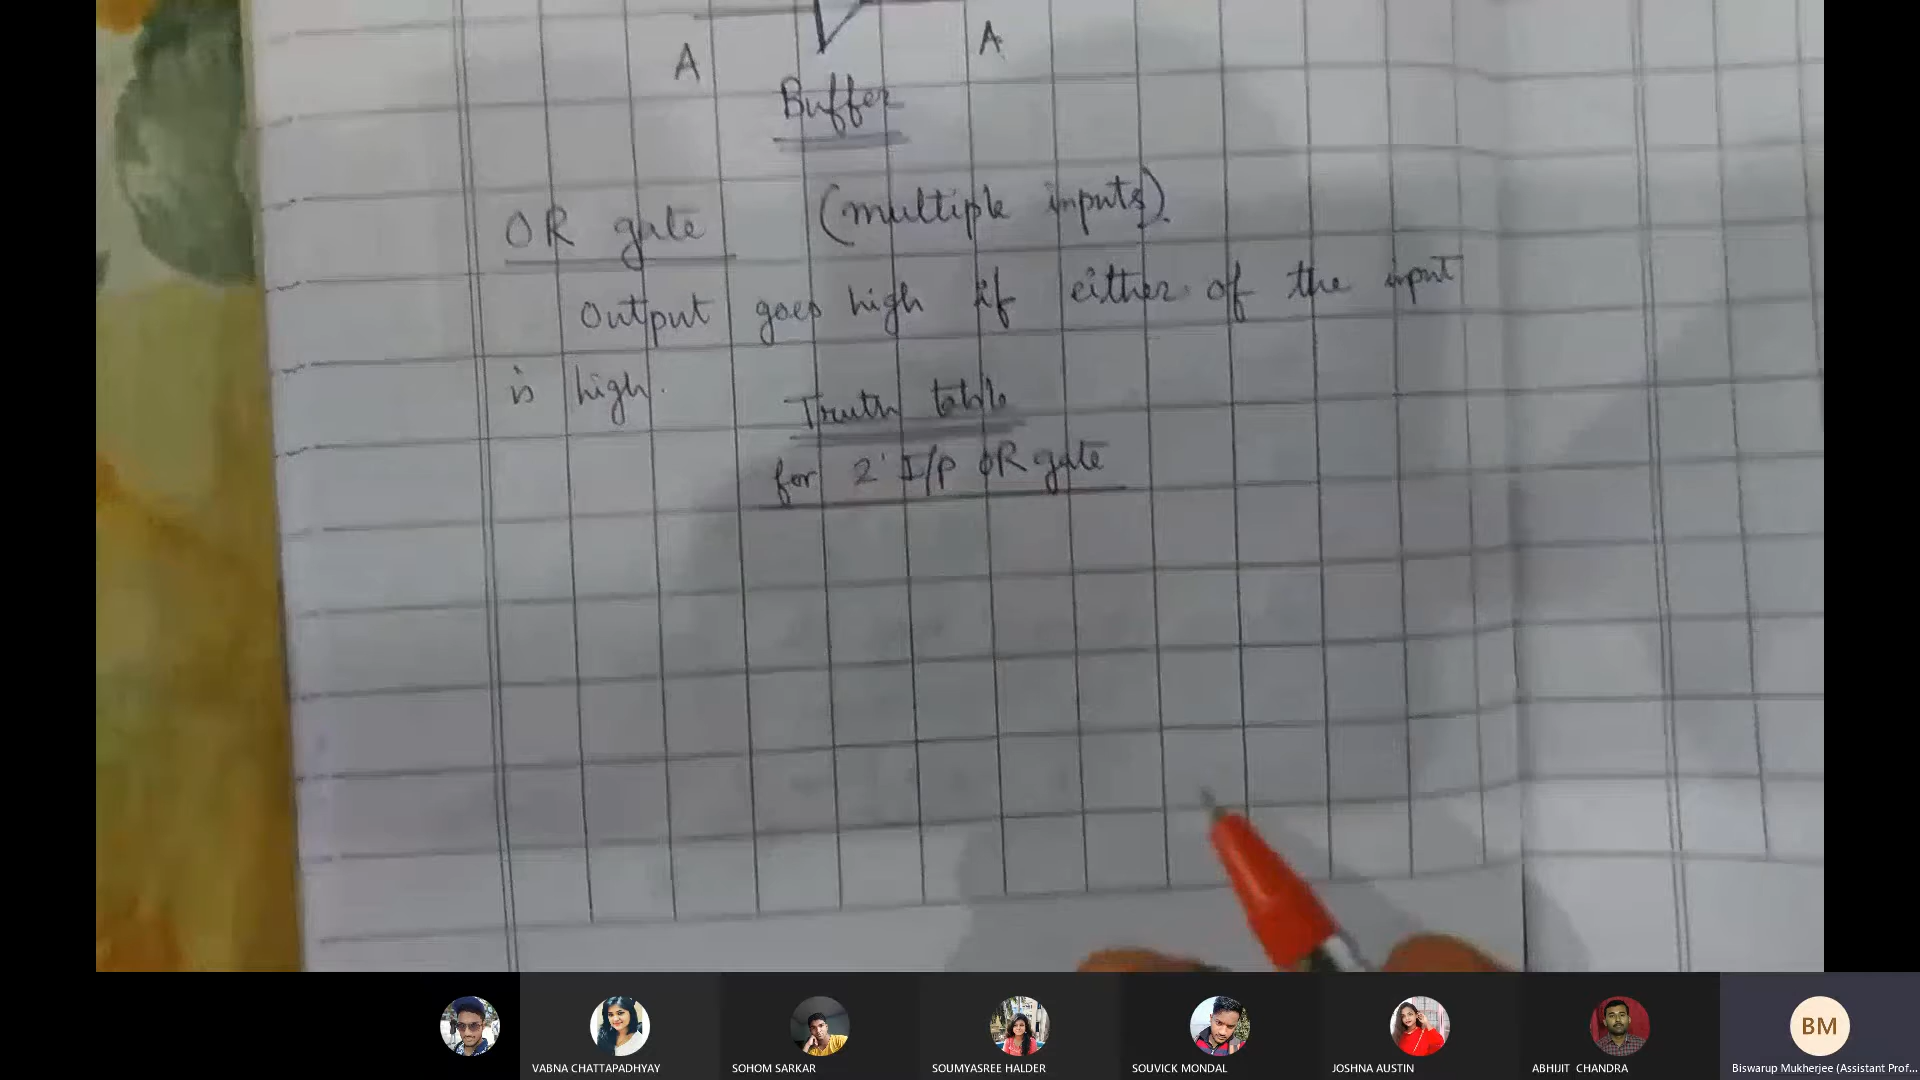 A A
Buffer
OR gate (multiple inputs).
Output goes high if either of the input
is high.
Truth table
for 2 I/P OR gate
BM
VABNA CHATTAPADHYAY SOHOM SARKAR SOUMYASREE HALDER SOUVICK MONDAL JOSHNA AUSTIN ABHIJIT CHANDRA Biswarup Mukherjee (Assistant Prof...